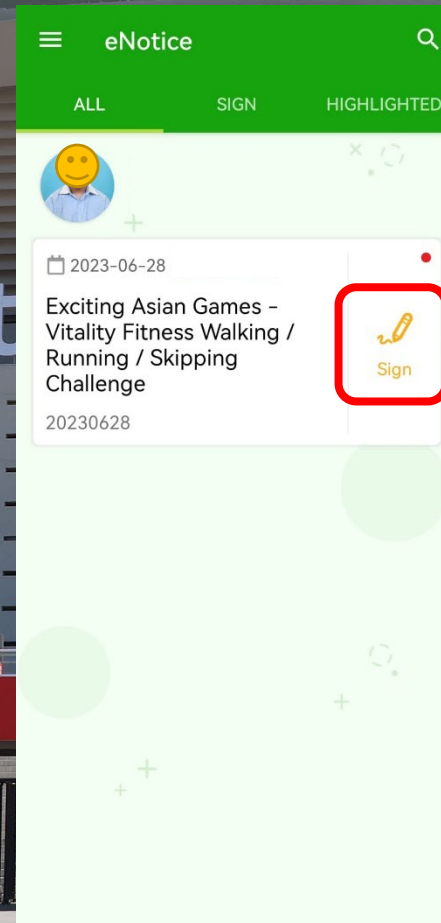 eNotice
ALL SIGN HIGHLIGHTED
2023-06-28
Exciting Asian Games -
Vitality Fitness Walking /
Running / Skipping
Challenge
Sign
20230628